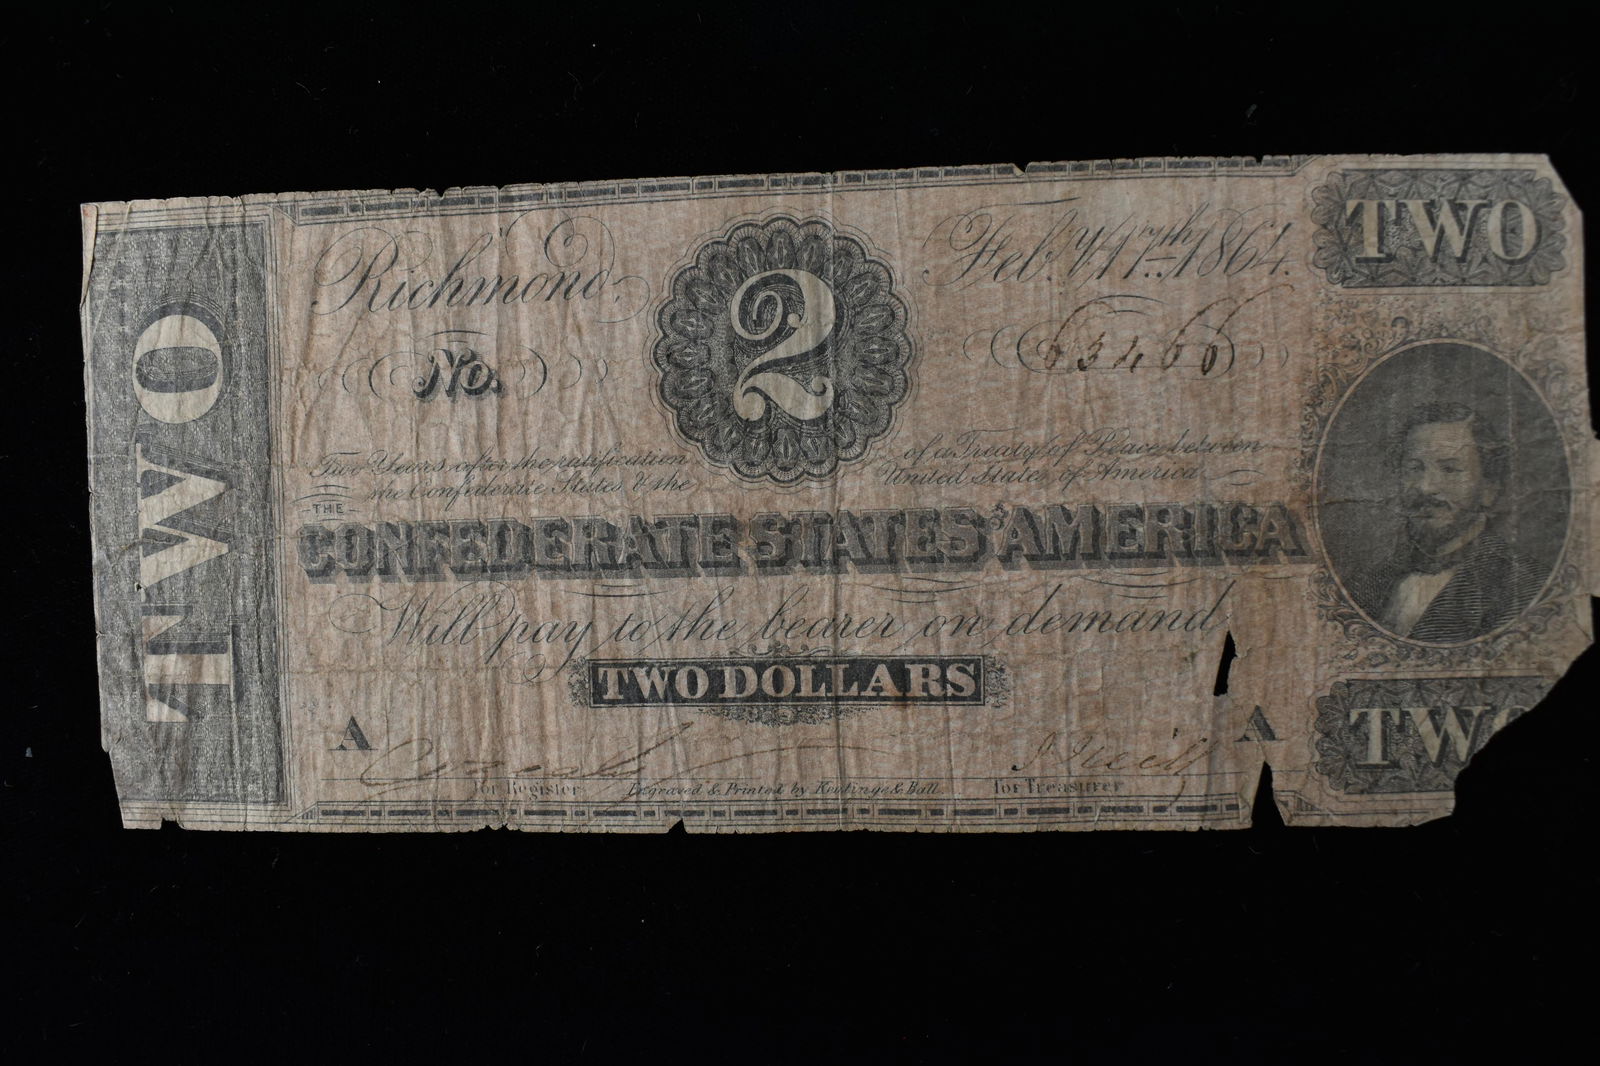 TWO
Richmond
2
Feby. 17th 1864.
TWO
No.
63466
Two Years after the ratification
of a Treaty of Peace between
the Confederate States & the
United States of America
THE
CONFEDERATE STATES OF AMERICA
Will pay to the bearer on demand
TWO DOLLARS
A
A
TWO
for Register
Engraved & Printed by Keatinge & Ball
for Treasurer